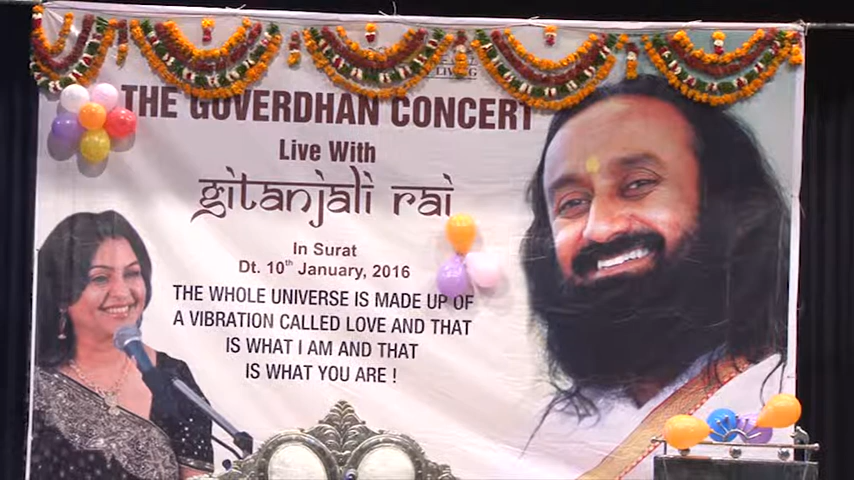 LIVING
THE GOVERDHAN CONCERT
Live With
gitanjali rai
In Surat
Dt. 10th January, 2016
THE WHOLE UNIVERSE IS MADE UP OF
A VIBRATION CALLED LOVE AND THAT
IS WHAT I AM AND THAT
IS WHAT YOU ARE !